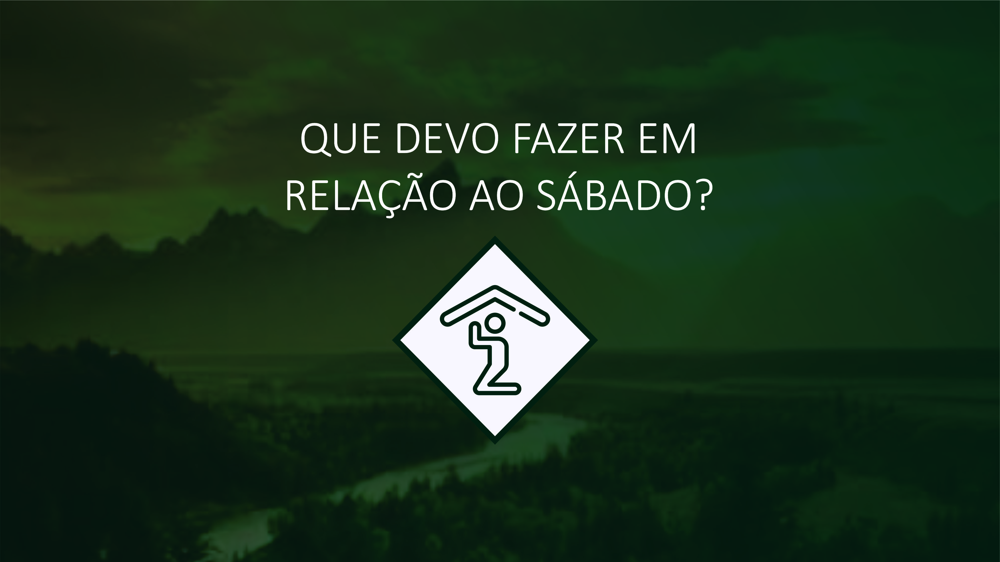 QUE DEVO FAZER EM
RELAÇÃO AO SÁBADO?